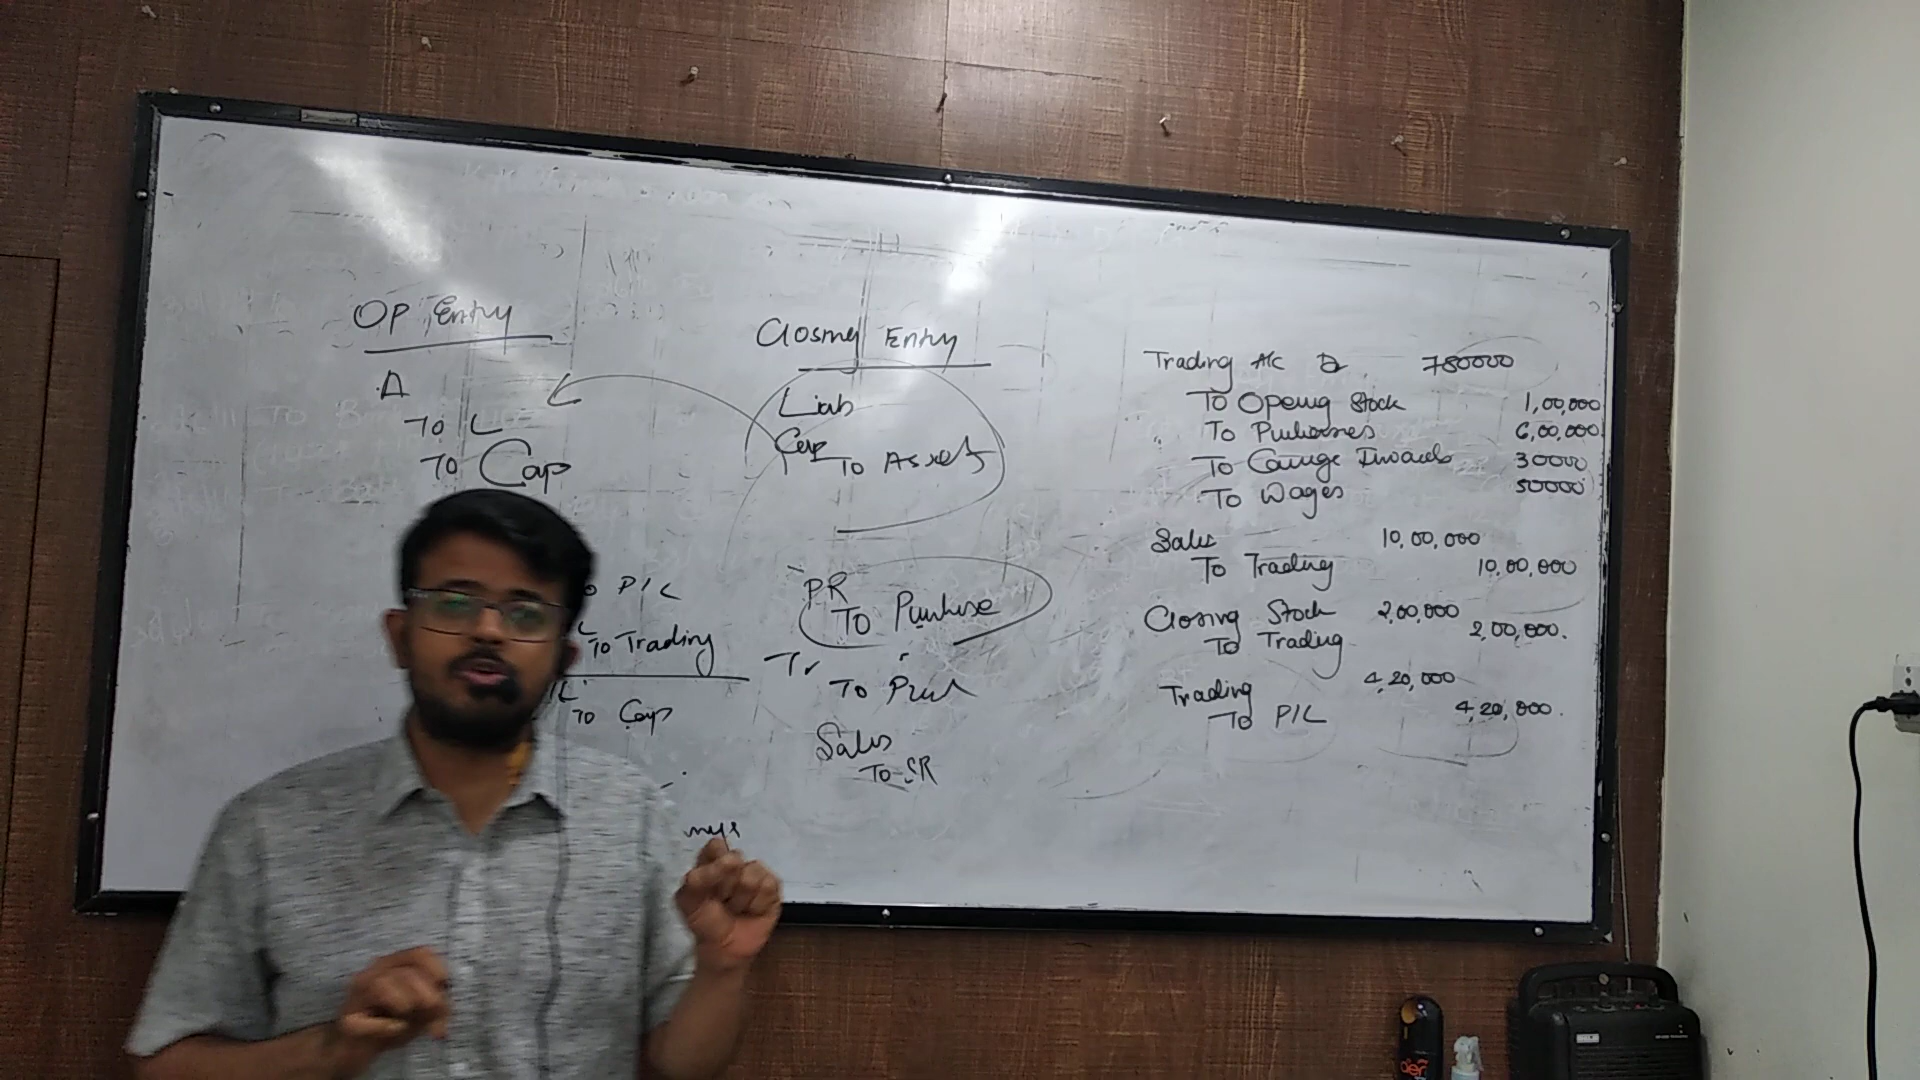 OP Entry
A
To L
To Cap
P/L
To Trading
To Cap
Closing Entry
Liab
Cap
To Assets
PR
To Purchase
Tr
To Pur
Sales
To SR
Trading A/C Dr 780000
To Opening Stock 1,00,000
To Purchases 6,00,000
To Carriage Inwards 30000
To Wages 50000
Sales 10,00,000
To Trading 10,00,000
Closing Stock 2,00,000
To Trading 2,00,000.
Trading 4,20,000
To P/L 4,20,000.